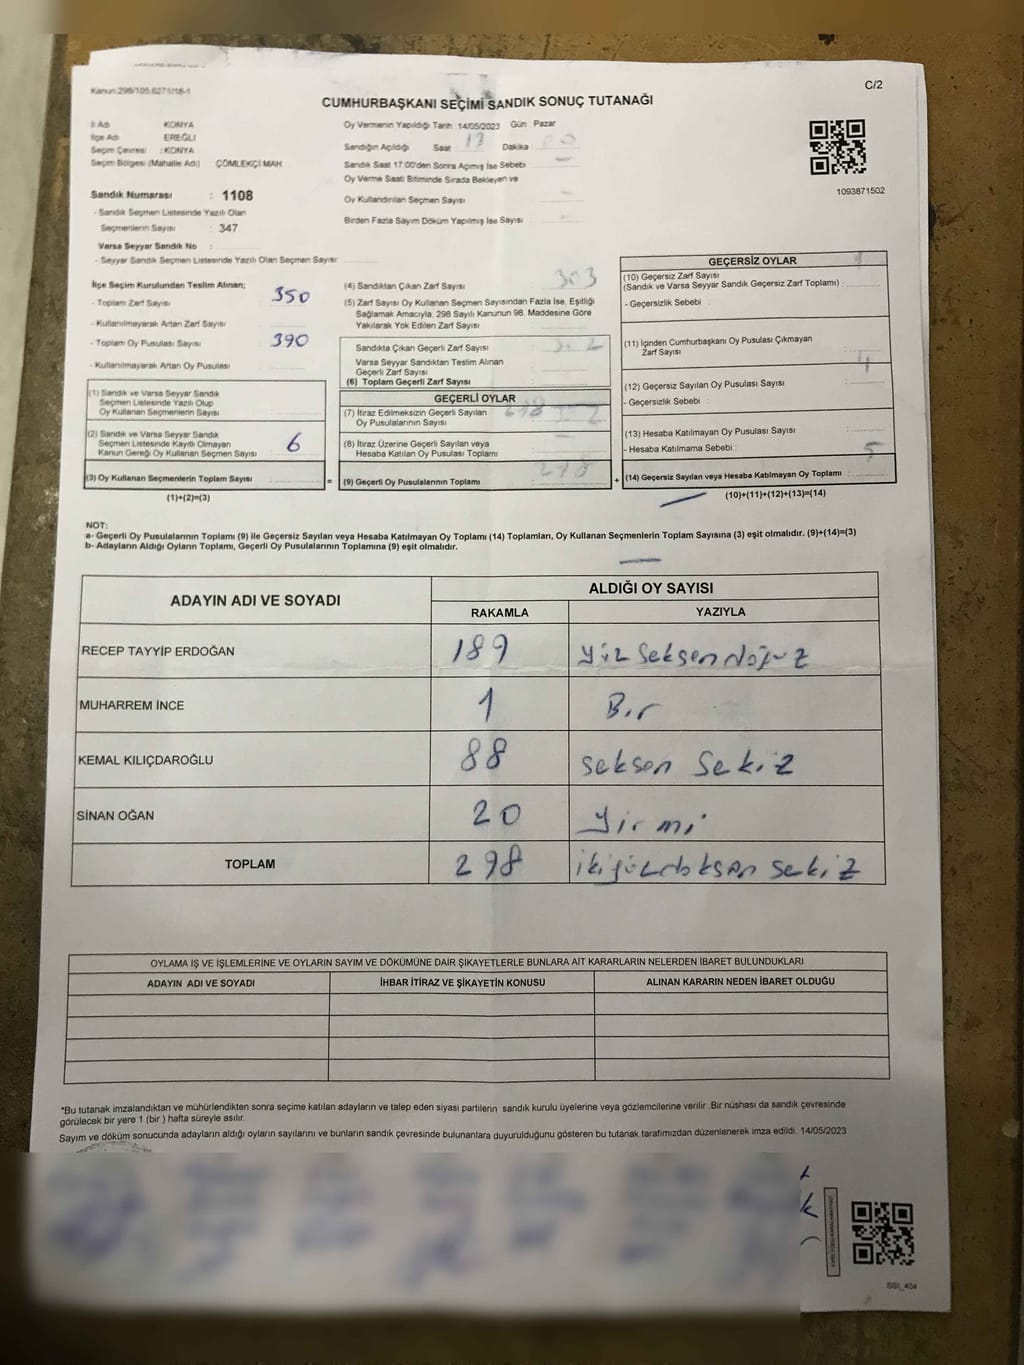 Kanun:298/105.6271/18-1
C/2
CUMHURBAŞKANI SEÇİMİ SANDIK SONUÇ TUTANAĞI
İl Adı KONYA
İlçe Adı EREĞLİ
Seçim Çevresi : KONYA
Seçim Bölgesi (Mahalle Adı) ÇÖMLEKÇİ MAH
Sandık Numarası : 1108
- Sandık Seçmen Listesinde Yazılı Olan
Seçmenlerin Sayısı : 347
Varsa Seyyar Sandık No :
- Seyyar Sandık Seçmen Listesinde Yazılı Olan Seçmen Sayısı
Oy Vermenin Yapıldığı Tarih 14/05/2023 Gün Pazar
Sandığın Açıldığı Saat 17 Dakika
Sandık Saat 17:00'den Sonra Açımış İse Sebebi
Oy Verme Saati Bitiminde Sırada Bekleyen ve
Oy Kullandırılan Seçmen Sayısı
Birden Fazla Sayım Döküm Yapılmış İse Sayısı
1093871502
İlçe Seçim Kurulundan Teslim Alınan;
- Toplam Zarf Sayısı 350
- Kullanılmayarak Artan Zarf Sayısı
- Toplam Oy Pusulası Sayısı 390
- Kullanılmayarak Artan Oy Pusulası
(1) Sandık ve Varsa Seyyar Sandık
Seçmen Listesinde Yazılı Olup
Oy Kullanan Seçmenlerin Sayısı
(2) Sandık ve Varsa Seyyar Sandık
Seçmen Listesinde Kayıtlı Olmayan
Kanun Gereği Oy Kullanan Seçmen Sayısı 6
(3) Oy Kullanan Seçmenlerin Toplam Sayısı
(1)+(2)=(3)
=
(4) Sandıktan Çıkan Zarf Sayısı 303
(5) Zarf Sayısı Oy Kullanan Seçmen Sayısından Fazla İse, Eşitliği
Sağlamak Amacıyla, 298 Sayılı Kanunun 98. Maddesine Göre
Yakılarak Yok Edilen Zarf Sayısı
Sandıkta Çıkan Geçerli Zarf Sayısı
Varsa Seyyar Sandıktan Teslim Alınan
Geçerli Zarf Sayısı
(6) Toplam Geçerli Zarf Sayısı
GEÇERLİ OYLAR
(7) İtiraz Edilmeksizin Geçerli Sayılan 298
Oy Pusulalarının Sayısı
(8) İtiraz Üzerine Geçerli Sayılan veya
Hesaba Katılan Oy Pusulası Toplamı
(9) Geçerli Oy Pusulalarının Toplamı 298
+
GEÇERSİZ OYLAR
(10) Geçersiz Zarf Sayısı 1
(Sandık ve Varsa Seyyar Sandık Geçersiz Zarf Toplamı) :
- Geçersizlik Sebebi :
(11) İçinden Cumhurbaşkanı Oy Pusulası Çıkmayan
Zarf Sayısı
(12) Geçersiz Sayılan Oy Pusulası Sayısı 4
- Geçersizlik Sebebi :
(13) Hesaba Katılmayan Oy Pusulası Sayısı
- Hesaba Katılmama Sebebi :
(14) Geçersiz Sayılan veya Hesaba Katılmayan Oy Toplamı : 5
(10)+(11)+(12)+(13)=(14)
NOT:
a- Geçerli Oy Pusulalarının Toplamı (9) ile Geçersiz Sayılan veya Hesaba Katılmayan Oy Toplamı (14) Toplamları, Oy Kullanan Seçmenlerin Toplam Sayısına (3) eşit olmalıdır. (9)+(14)=(3)
b- Adayların Aldığı Oyların Toplamı, Geçerli Oy Pusulalarının Toplamına (9) eşit olmalıdır.
ADAYIN ADI VE SOYADI
ALDIĞI OY SAYISI
RAKAMLA YAZIYLA
RECEP TAYYİP ERDOĞAN 189 Yüz seksen dokuz
MUHARREM İNCE 1 Bir
KEMAL KILIÇDAROĞLU 88 seksen sekiz
SİNAN OĞAN 20 Yirmi
TOPLAM 298 ikiyüzdoksan sekiz
OYLAMA İŞ VE İŞLEMLERİNE VE OYLARIN SAYIM VE DÖKÜMÜNE DAİR ŞİKAYETLERLE BUNLARA AİT KARARLARIN NELERDEN İBARET BULUNDUKLARI
ADAYIN ADI VE SOYADI İHBAR İTİRAZ VE ŞİKAYETİN KONUSU ALINAN KARARIN NEDEN İBARET OLDUĞU
*Bu tutanak imzalandıktan ve mühürlendikten sonra seçime katılan adayların ve talep eden siyasi partilerin sandık kurulu üyelerine veya gözlemcilerine verilir. Bir nüshası da sandık çevresinde
görülecek bir yere 1 (bir) hafta süreyle asılır.
Sayım ve döküm sonucunda adayların aldığı oyların sayılarını ve bunların sandık çevresinde bulunanlara duyurulduğunu gösteren bu tutanak tarafımızdan düzenlenerek imza edildi. 14/05/2023
SSI_404